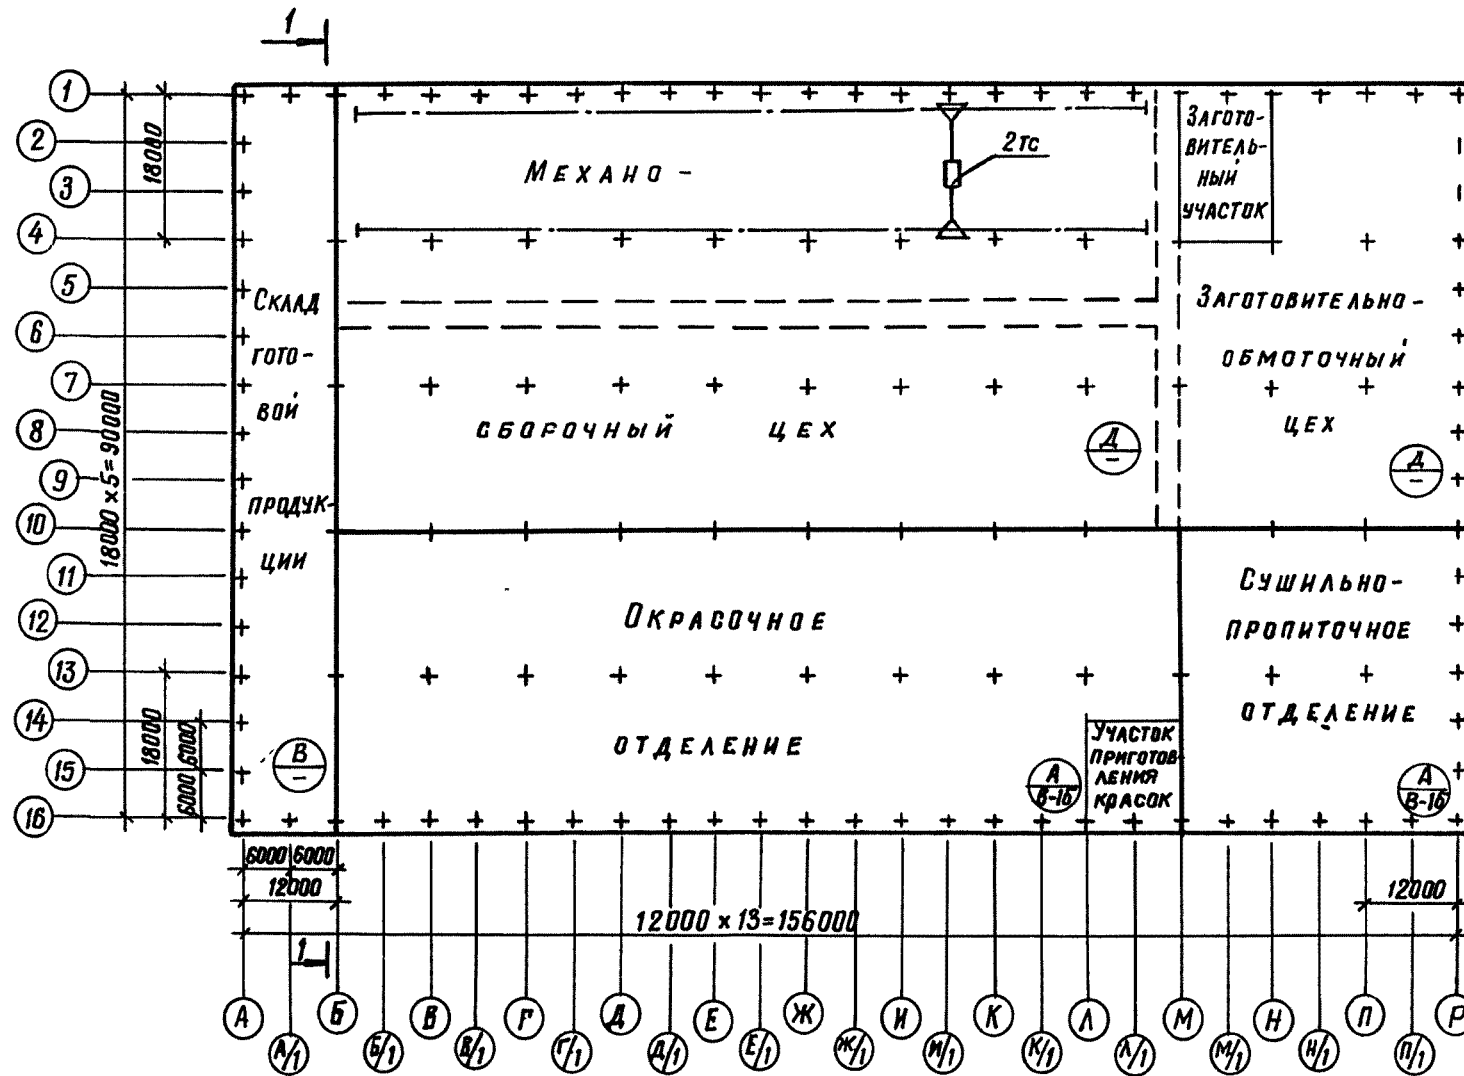 1
1
2
3
4
5
6
7
8
9
10
11
12
13
14
15
16
18000
18000 х 5 = 90000
18000
6000 6000
МЕХАНО -
2тс
ЗАГОТО-
ВИТЕЛЬ-
НЫЙ
УЧАСТОК
СКЛАД
ГОТО-
ВОЙ
ПРОДУК-
ЦИИ
СБОРОЧНЫЙ ЦЕХ
Д
–
ЗАГОТОВИТЕЛЬНО-
ОБМОТОЧНЫЙ
ЦЕХ
Д
–
ОКРАСОЧНОЕ
ОТДЕЛЕНИЕ
СУШИЛЬНО-
ПРОПИТОЧНОЕ
ОТДЕЛЕНИЕ
В
–
А
В-1б
УЧАСТОК
ПРИГОТОВ
ЛЕНИЯ
КРАСОК
А
В-1б
6000 6000
12000
12000
12000 х 13 = 156000
1
А Б В Г Д Е Ж И К Л М Н П Р
А/1 Б/1 В/1 Г/1 Д/1 Е/1 Ж/1 И/1 К/1 Л/1 М/1 Н/1 П/1